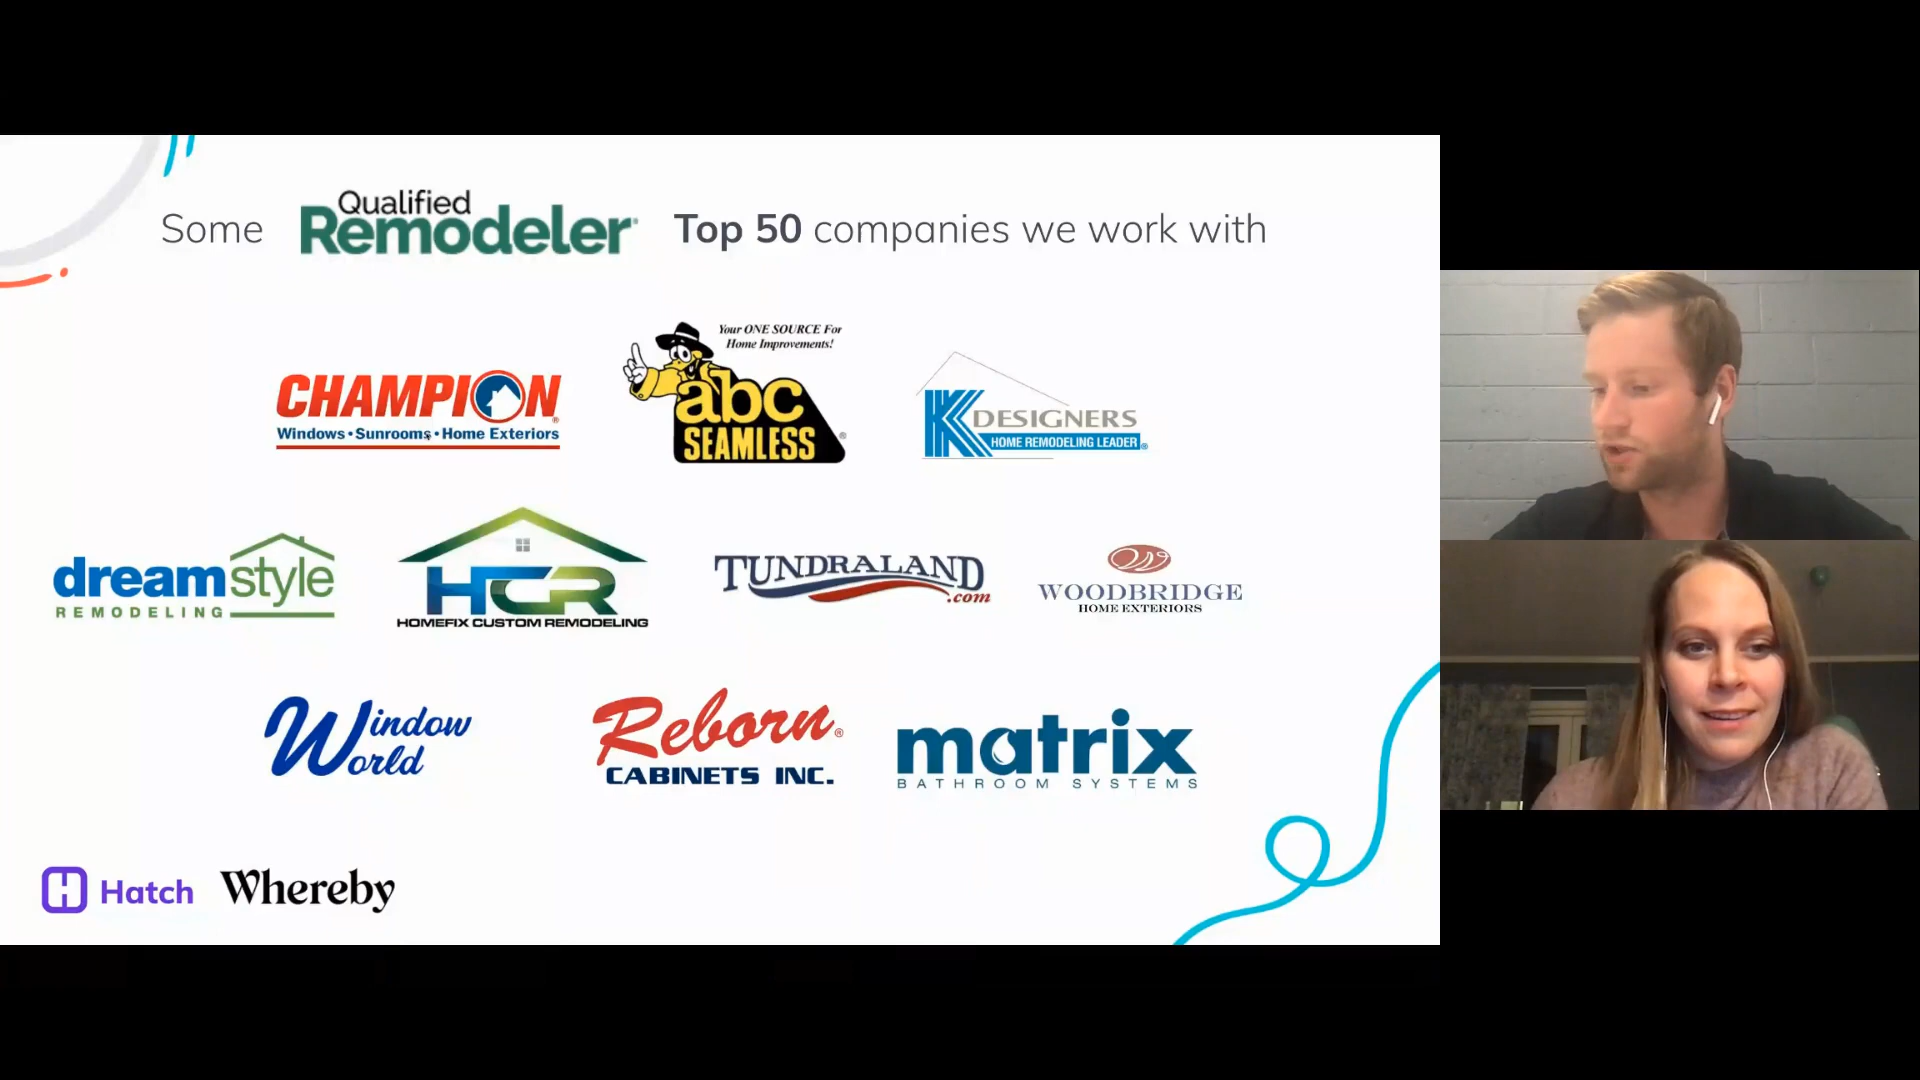 Some Qualified Remodeler® Top 50 companies we work with
CHAMPION®
Windows • Sunrooms • Home Exteriors
Your ONE SOURCE For
Home Improvements!
abc
SEAMLESS®
K DESIGNERS
HOME REMODELING LEADER®
dreamstyle
REMODELING
HCR
HOMEFIX CUSTOM REMODELING
TUNDRALAND
.com
WOODBRIDGE
HOME EXTERIORS
Window
World
Reborn®
CABINETS INC.
matrix
BATHROOM SYSTEMS
H Hatch Whereby